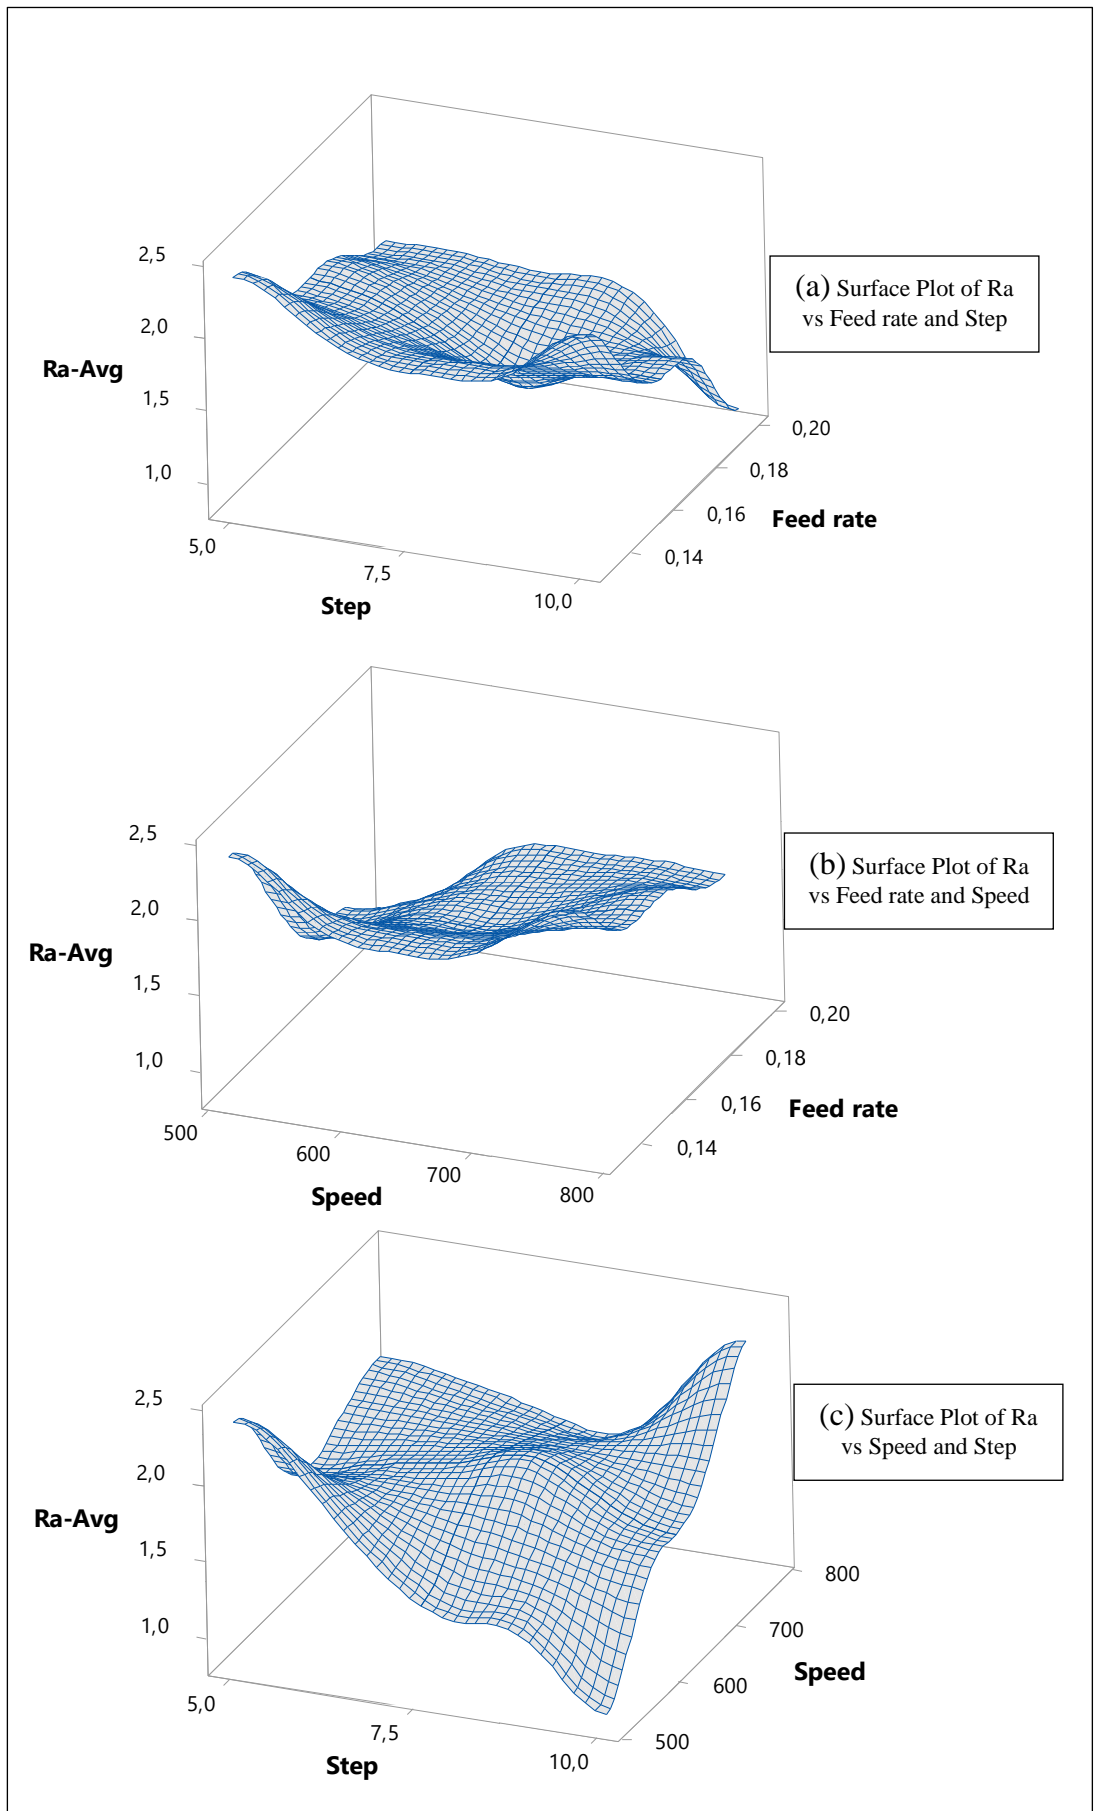 2,5
2,0
Ra-Avg
1,5
1,0
5,0
7,5
10,0
Step
0,20
0,18
0,16
0,14
Feed rate
(a) Surface Plot of Ra
vs Feed rate and Step
2,5
2,0
Ra-Avg
1,5
1,0
500
600
700
800
Speed
0,20
0,18
0,16
0,14
Feed rate
(b) Surface Plot of Ra
vs Feed rate and Speed
2,5
2,0
Ra-Avg
1,5
1,0
5,0
7,5
10,0
Step
800
700
600
500
Speed
(c) Surface Plot of Ra
vs Speed and Step